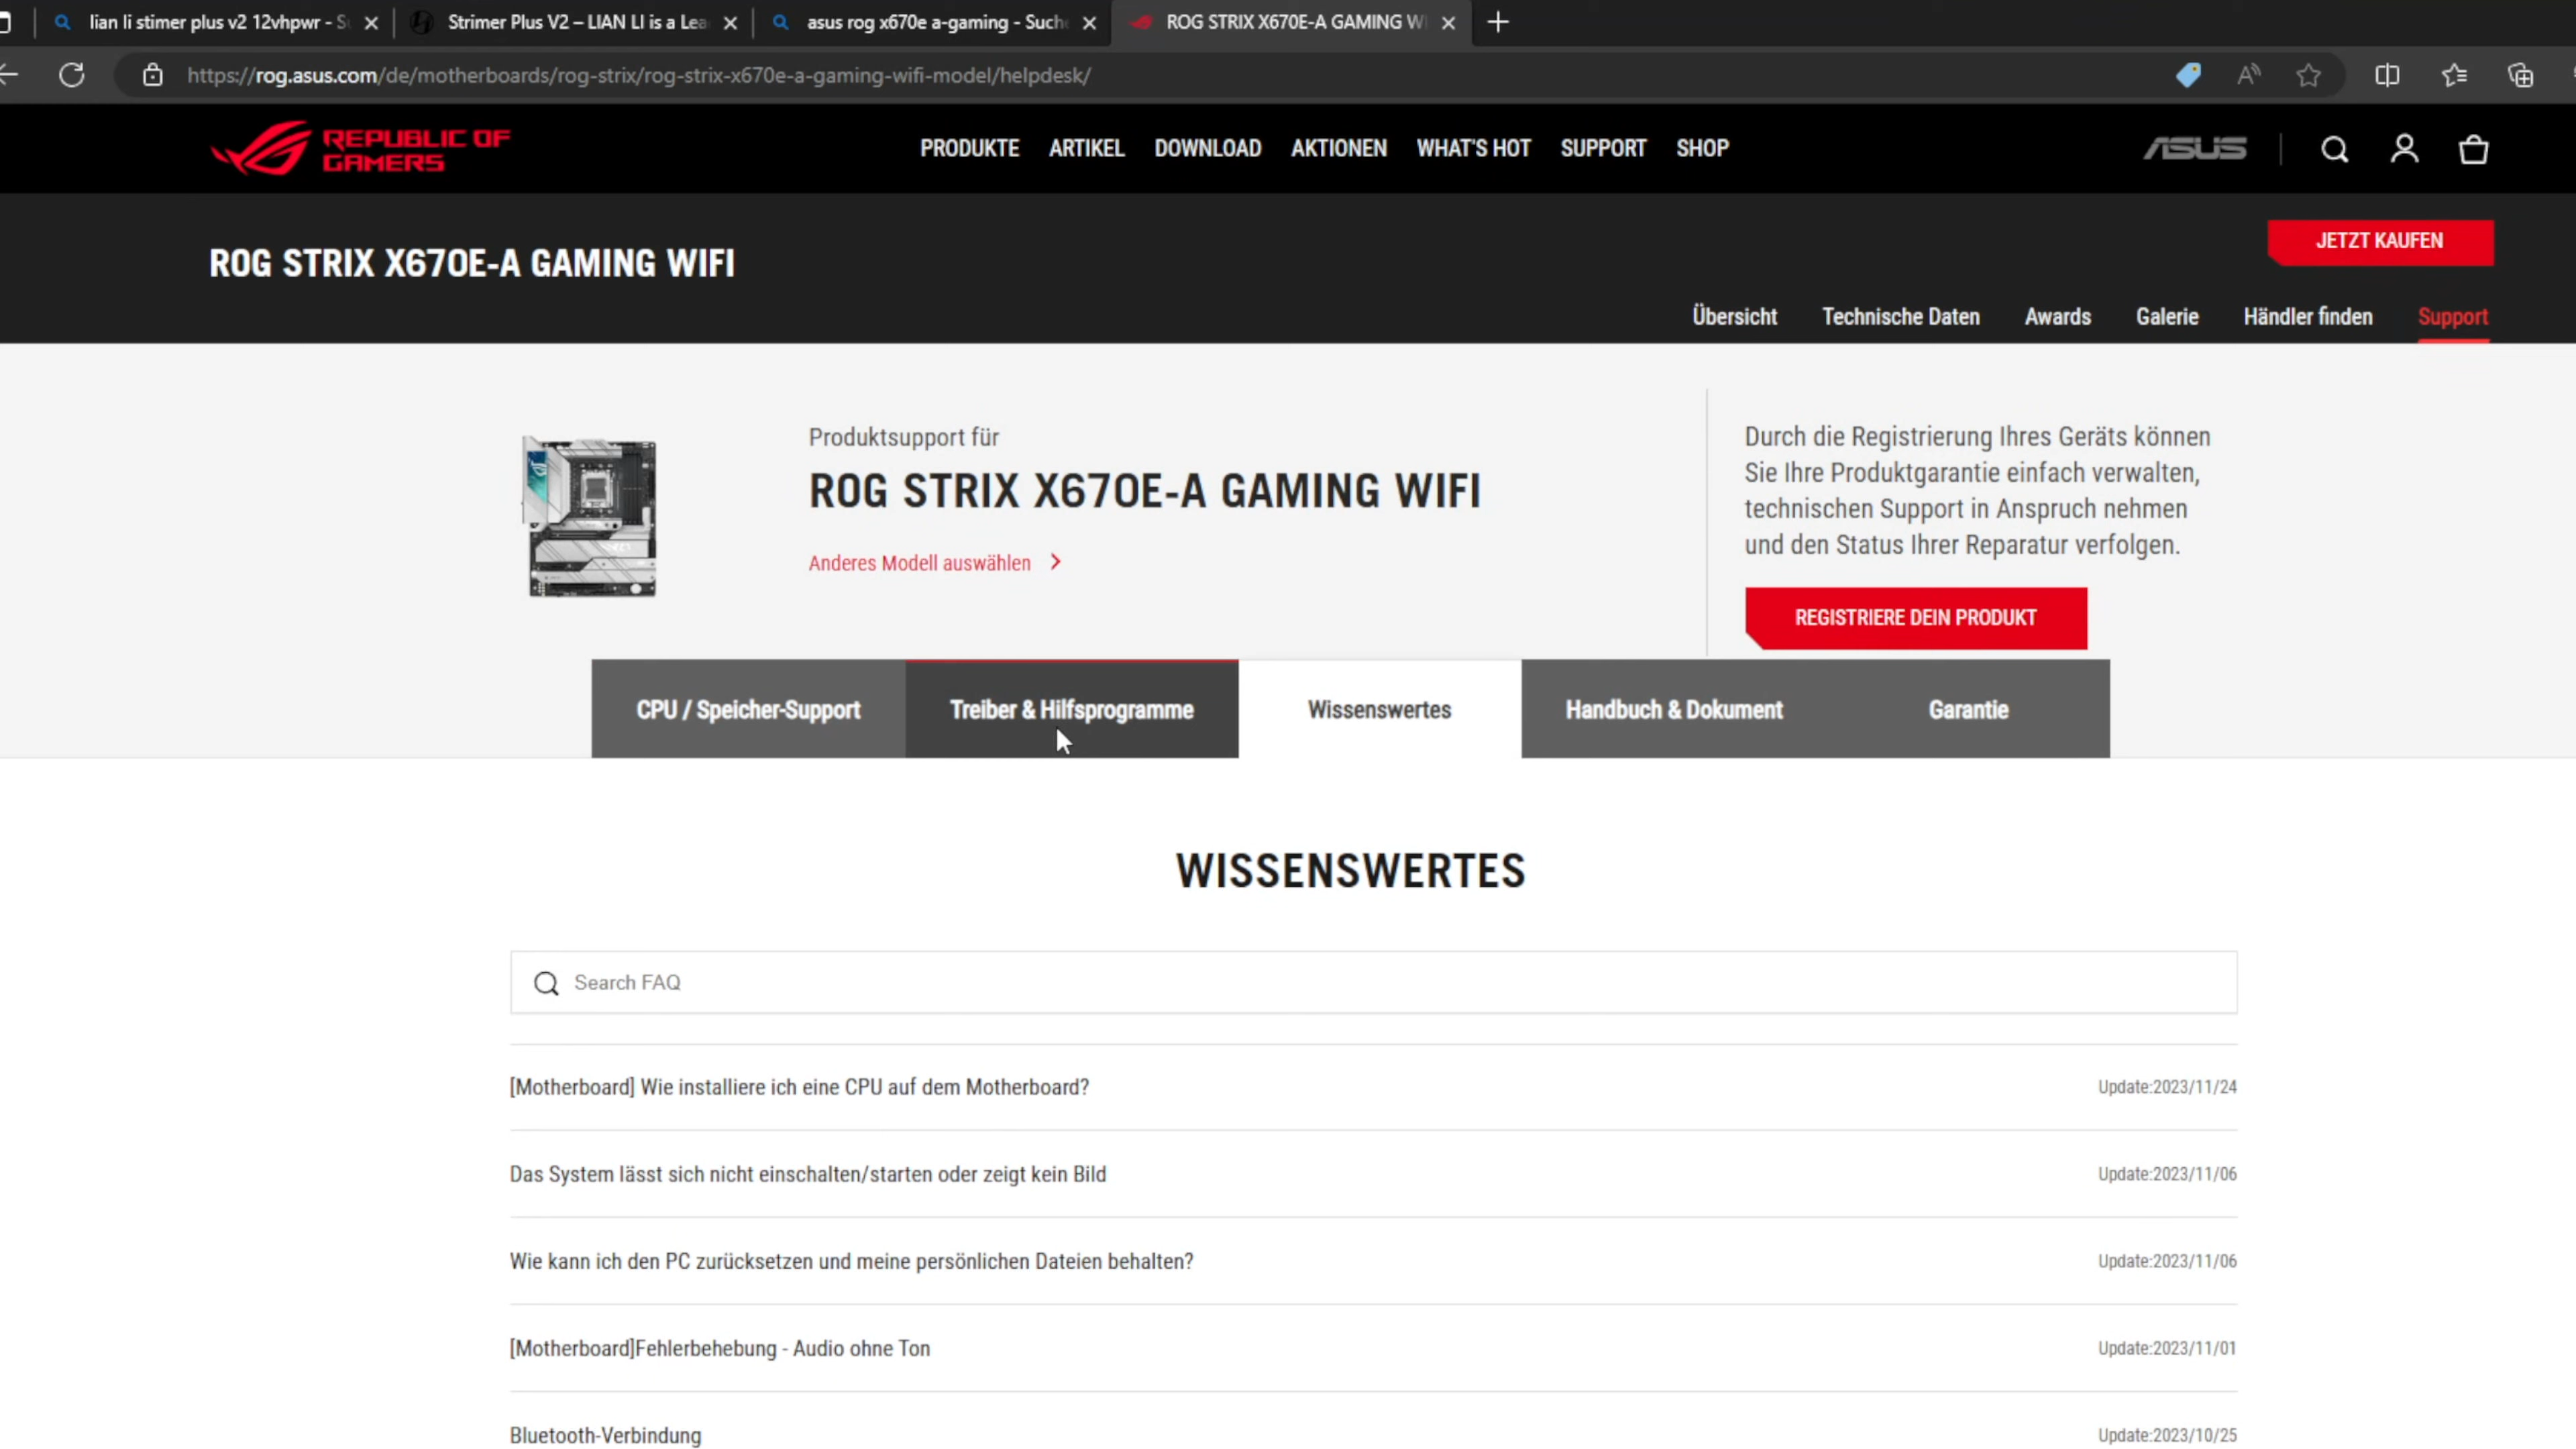 lian li stimer plus v2 12vhpwr - S
Strimer Plus V2 – LIAN LI is a Lea
asus rog x670e a-gaming - Such
ROG STRIX X670E-A GAMING W
https://rog.asus.com/de/motherboards/rog-strix/rog-strix-x670e-a-gaming-wifi-model/helpdesk/
REPUBLIC OF
GAMERS
PRODUKTE ARTIKEL DOWNLOAD AKTIONEN WHAT'S HOT SUPPORT SHOP
ASUS
ROG STRIX X670E-A GAMING WIFI
JETZT KAUFEN
Übersicht Technische Daten Awards Galerie Händler finden Support
Produktsupport für
ROG STRIX X670E-A GAMING WIFI
Anderes Modell auswählen
Durch die Registrierung Ihres Geräts können
Sie Ihre Produktgarantie einfach verwalten,
technischen Support in Anspruch nehmen
und den Status Ihrer Reparatur verfolgen.
REGISTRIERE DEIN PRODUKT
CPU / Speicher-Support
Treiber & Hilfsprogramme
Wissenswertes
Handbuch & Dokument
Garantie
WISSENSWERTES
Search FAQ
[Motherboard] Wie installiere ich eine CPU auf dem Motherboard? Update:2023/11/24
Das System lässt sich nicht einschalten/starten oder zeigt kein Bild Update:2023/11/06
Wie kann ich den PC zurücksetzen und meine persönlichen Dateien behalten? Update:2023/11/06
[Motherboard]Fehlerbehebung - Audio ohne Ton Update:2023/11/01
Bluetooth-Verbindung Update:2023/10/25